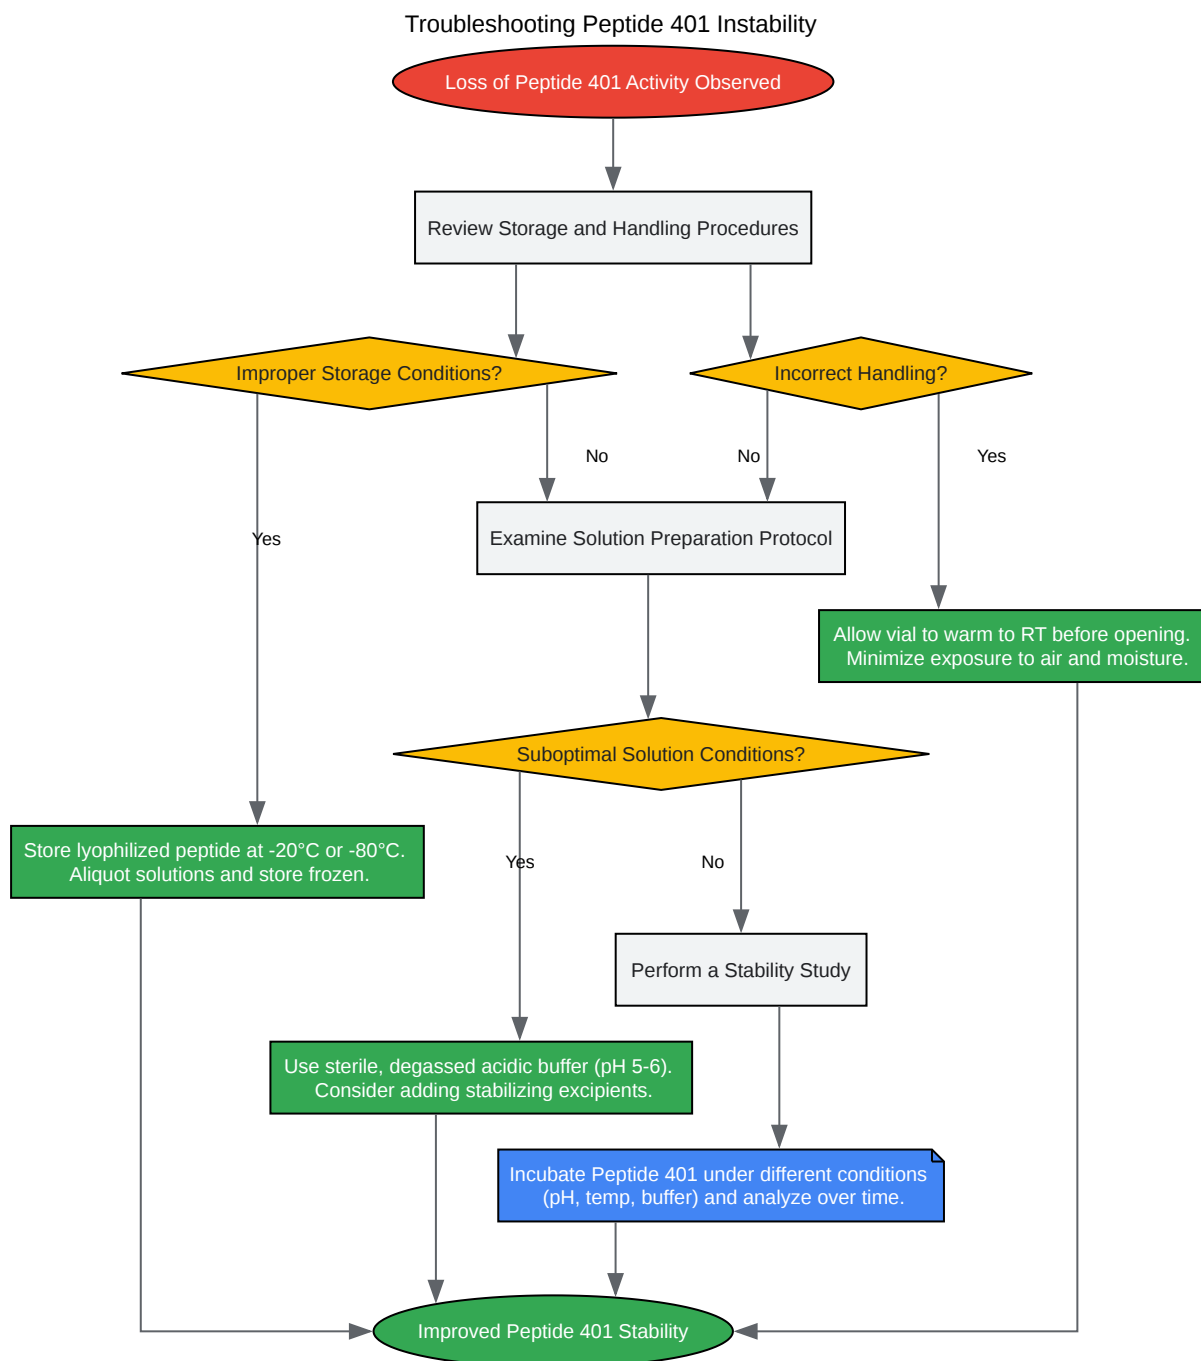 Troubleshooting Peptide 401 Instability
Loss of Peptide 401 Activity Observed
Review Storage and Handling Procedures
Improper Storage Conditions?
Incorrect Handling?
No
No
Yes
Yes
Examine Solution Preparation Protocol
Allow vial to warm to RT before opening.
Minimize exposure to air and moisture.
Suboptimal Solution Conditions?
Store lyophilized peptide at -20°C or -80°C.
Aliquot solutions and store frozen.
Yes
No
Perform a Stability Study
Use sterile, degassed acidic buffer (pH 5-6).
Consider adding stabilizing excipients.
Incubate Peptide 401 under different conditions
(pH, temp, buffer) and analyze over time.
Improved Peptide 401 Stability